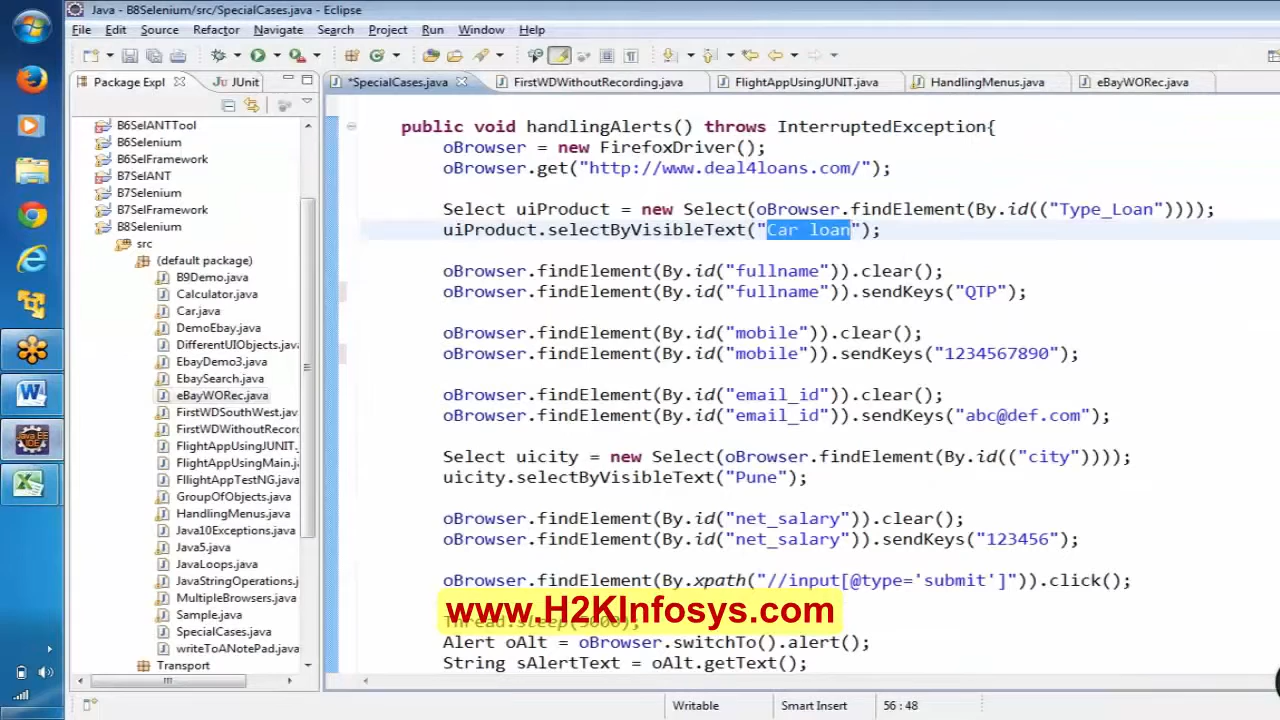 Java - B8Selenium/src/SpecialCases.java - Eclipse
File Edit Source Refactor Navigate Search Project Run Window Help
Package Expl JUnit
*SpecialCases.java FirstWDWithoutRecording.java FlightAppUsingJUNIT.java HandlingMenus.java eBayWORec.java
B6SelANTTool
B6Selenium
B6SelFramework
B7SelANT
B7Selenium
B7SelFramework
B8Selenium
src
(default package)
B9Demo.java
Calculator.java
Car.java
DemoEbay.java
DifferentUIObjects.java
EbayDemo3.java
EbaySearch.java
eBayWORec.java
FirstWDSouthWest.jav
FirstWDWithoutRecord
FlightAppUsingJUNIT.
FlightAppUsingMain.ja
FllightAppTestNG.java
GroupOfObjects.java
HandlingMenus.java
Java10Exceptions.java
Java5.java
JavaLoops.java
JavaStringOperations.j
MultipleBrowsers.java
Sample.java
SpecialCases.java
writeToANotePad.java
Transport
public void handlingAlerts() throws InterruptedException{
oBrowser = new FirefoxDriver();
oBrowser.get("http://www.deal4loans.com/");
Select uiProduct = new Select(oBrowser.findElement(By.id(("Type_Loan"))));
uiProduct.selectByVisibleText("Car loan");
oBrowser.findElement(By.id("fullname")).clear();
oBrowser.findElement(By.id("fullname")).sendKeys("QTP");
oBrowser.findElement(By.id("mobile")).clear();
oBrowser.findElement(By.id("mobile")).sendKeys("1234567890");
oBrowser.findElement(By.id("email_id")).clear();
oBrowser.findElement(By.id("email_id")).sendKeys("abc@def.com");
Select uicity = new Select(oBrowser.findElement(By.id(("city"))));
uicity.selectByVisibleText("Pune");
oBrowser.findElement(By.id("net_salary")).clear();
oBrowser.findElement(By.id("net_salary")).sendKeys("123456");
oBrowser.findElement(By.xpath("//input[@type='submit']")).click();
www.H2KInfosys.com
Thread.sleep(5000);
Alert oAlt = oBrowser.switchTo().alert();
String sAlertText = oAlt.getText();
Writable Smart Insert 56 : 48